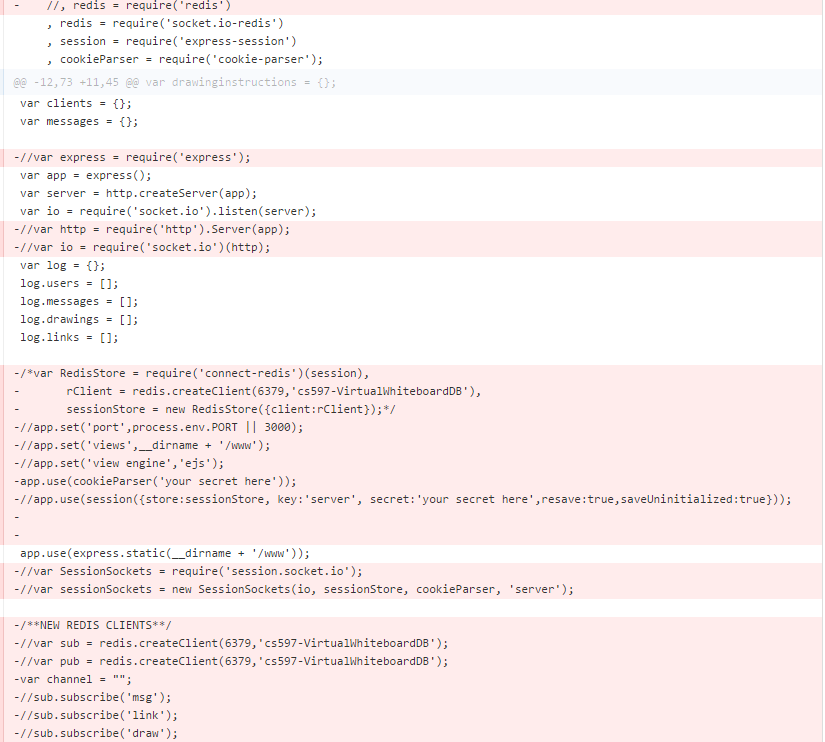 -    //, redis = require('redis')
     , redis = require('socket.io-redis')
     , session = require('express-session')
     , cookieParser = require('cookie-parser');
@@ -12,73 +11,45 @@ var drawinginstructions = {};
 var clients = {};
 var messages = {};
-//var express = require('express');
 var app = express();
 var server = http.createServer(app);
 var io = require('socket.io').listen(server);
-//var http = require('http').Server(app);
-//var io = require('socket.io')(http);
 var log = {};
 log.users = [];
 log.messages = [];
 log.drawings = [];
 log.links = [];
-/*var RedisStore = require('connect-redis')(session),
-       rClient = redis.createClient(6379,'cs597-VirtualWhiteboardDB'),
-       sessionStore = new RedisStore({client:rClient});*/
-//app.set('port',process.env.PORT || 3000);
-//app.set('views',__dirname + '/www');
-//app.set('view engine','ejs');
-app.use(cookieParser('your secret here'));
-//app.use(session({store:sessionStore, key:'server', secret:'your secret here',resave:true,saveUninitialized:true}));
-
-
 app.use(express.static(__dirname + '/www'));
-//var SessionSockets = require('session.socket.io');
-//var sessionSockets = new SessionSockets(io, sessionStore, cookieParser, 'server');
-/**NEW REDIS CLIENTS**/
-//var sub = redis.createClient(6379,'cs597-VirtualWhiteboardDB');
-//var pub = redis.createClient(6379,'cs597-VirtualWhiteboardDB');
-var channel = "";
-//sub.subscribe('msg');
-//sub.subscribe('link');
-//sub.subscribe('draw');